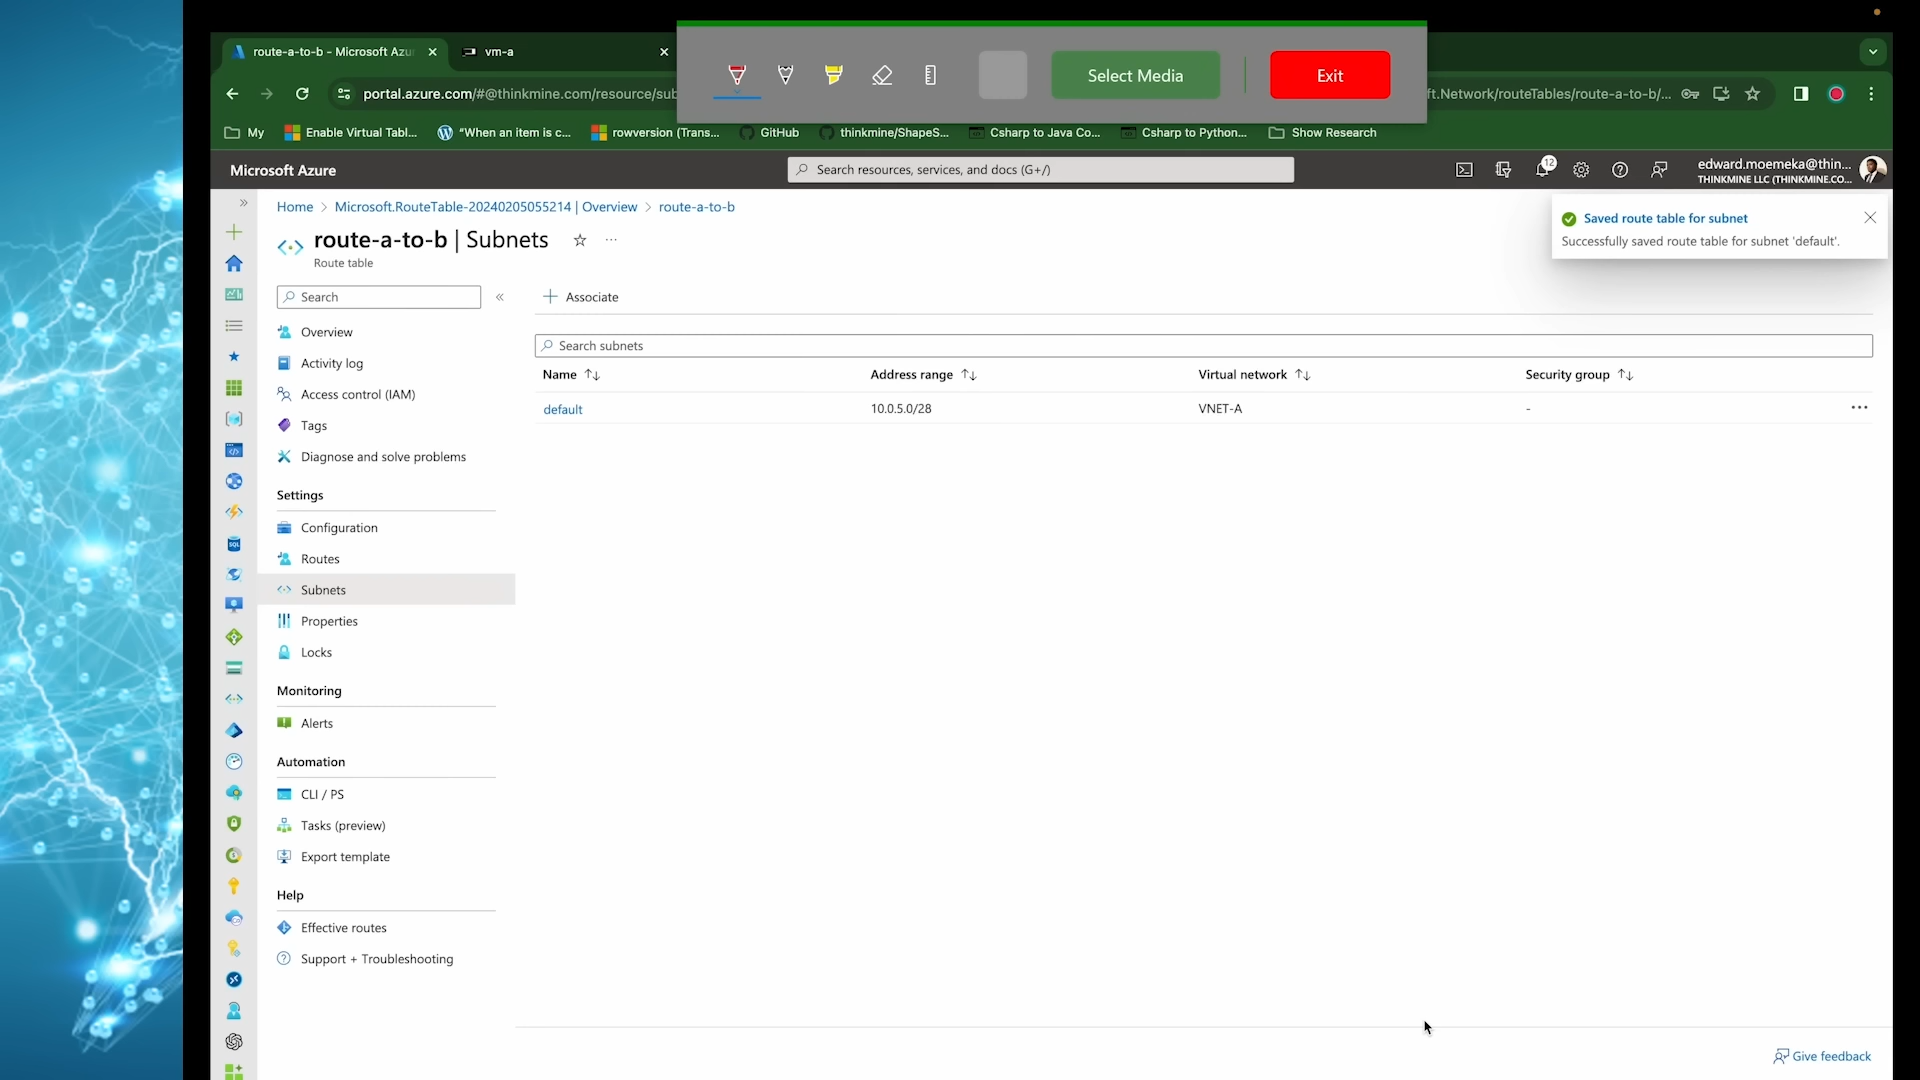 route-a-to-b - Microsoft Azu
vm-a
Select Media
Exit
portal.azure.com/#@thinkmine.com/resource/sub
ft.Network/routeTables/route-a-to-b/...
My
Enable Virtual Tabl...
"When an item is c...
rowversion (Trans...
GitHub
thinkmine/ShapeS...
Csharp to Java Co...
Csharp to Python...
Show Research
Microsoft Azure
Search resources, services, and docs (G+/)
12
edward.moemeka@thin...
THINKMINE LLC (THINKMINE.CO...
Home > Microsoft.RouteTable-20240205055214 | Overview > route-a-to-b
route-a-to-b | Subnets
Route table
Saved route table for subnet
Successfully saved route table for subnet 'default'.
Search
Associate
Search subnets
Name
Address range
Virtual network
Security group
default
10.0.5.0/28
VNET-A
-
Overview
Activity log
Access control (IAM)
Tags
Diagnose and solve problems
Settings
Configuration
Routes
Subnets
Properties
Locks
Monitoring
Alerts
Automation
CLI / PS
Tasks (preview)
Export template
Help
Effective routes
Support + Troubleshooting
Give feedback